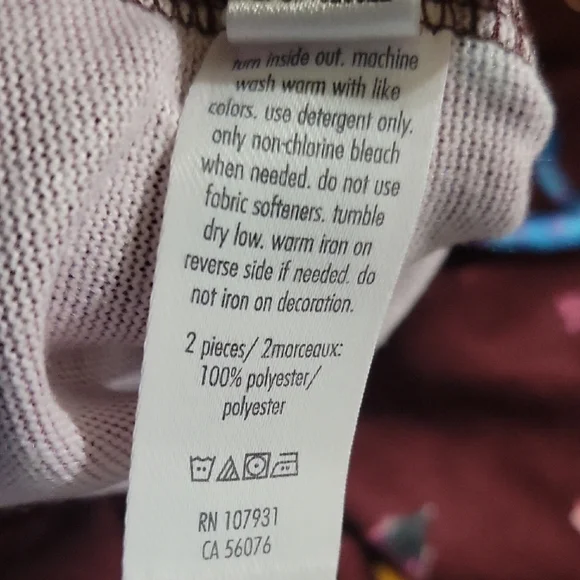 turn inside out. machine
wash warm with like
colors. use detergent only.
only non-chlorine bleach
when needed. do not use
fabric softeners. tumble
dry low. warm iron on
reverse side if needed. do
not iron on decoration.
2 pieces/ 2morceaux:
100% polyester/
polyester
RN 107931
CA 56076